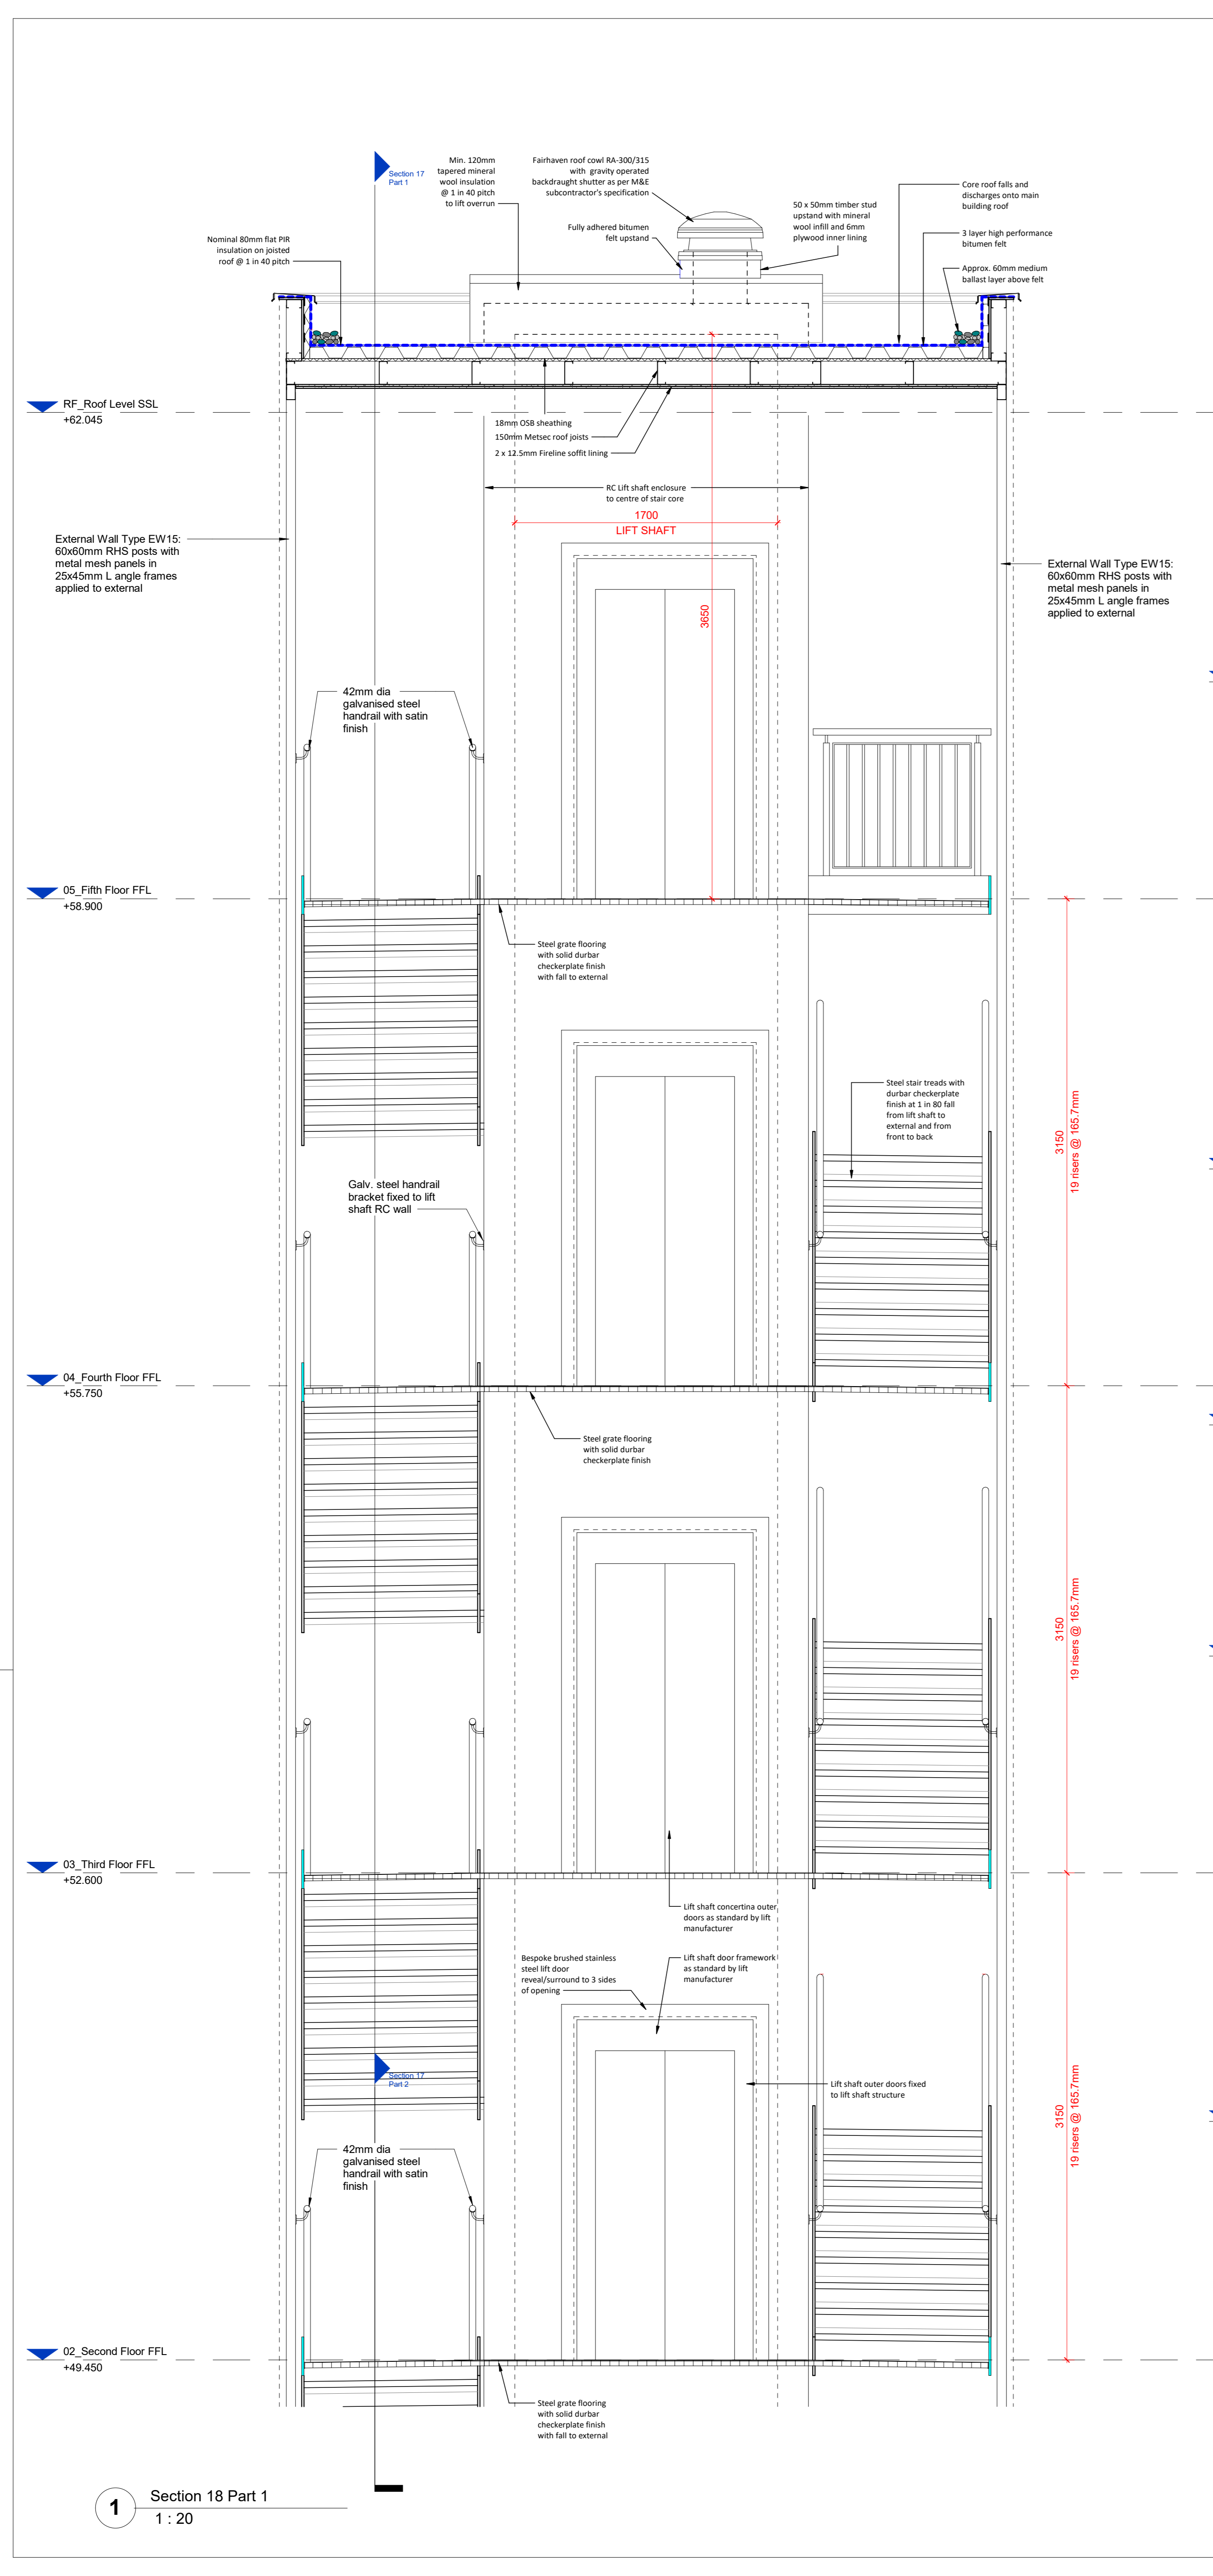 Section 17
Part 1
Min. 120mm
tapered mineral
wool insulation
@ 1 in 40 pitch
to lift overrun
Fairhaven roof cowl RA-300/315
with gravity operated
backdraught shutter as per M&E
subcontractor's specification
50 x 50mm timber stud
upstand with mineral
wool infill and 6mm
plywood inner lining
Core roof falls and
discharges onto main
building roof
Fully adhered bitumen
felt upstand
3 layer high performance
bitumen felt
Nominal 80mm flat PIR
insulation on joisted
roof @ 1 in 40 pitch
Approx. 60mm medium
ballast layer above felt
RF_Roof Level SSL
+62.045
18mm OSB sheathing
150mm Metsec roof joists
2 x 12.5mm Fireline soffit lining
RC Lift shaft enclosure
to centre of stair core
1700
LIFT SHAFT
External Wall Type EW15:
60x60mm RHS posts with
metal mesh panels in
25x45mm L angle frames
applied to external
External Wall Type EW15:
60x60mm RHS posts with
metal mesh panels in
25x45mm L angle frames
applied to external
3650
42mm dia
galvanised steel
handrail with satin
finish
05_Fifth Floor FFL
+58.900
Steel grate flooring
with solid durbar
checkerplate finish
with fall to external
Steel stair treads with
durbar checkerplate
finish at 1 in 80 fall
from lift shaft to
external and from
front to back
3150
19 risers @ 165.7mm
Galv. steel handrail
bracket fixed to lift
shaft RC wall
04_Fourth Floor FFL
+55.750
Steel grate flooring
with solid durbar
checkerplate finish
3150
19 risers @ 165.7mm
03_Third Floor FFL
+52.600
Lift shaft concertina outer
doors as standard by lift
manufacturer
Bespoke brushed stainless
steel lift door
reveal/surround to 3 sides
of opening
Lift shaft door framework
as standard by lift
manufacturer
Section 17
Part 2
Lift shaft outer doors fixed
to lift shaft structure
3150
19 risers @ 165.7mm
42mm dia
galvanised steel
handrail with satin
finish
02_Second Floor FFL
+49.450
Steel grate flooring
with solid durbar
checkerplate finish
with fall to external
1
Section 18 Part 1
1 : 20